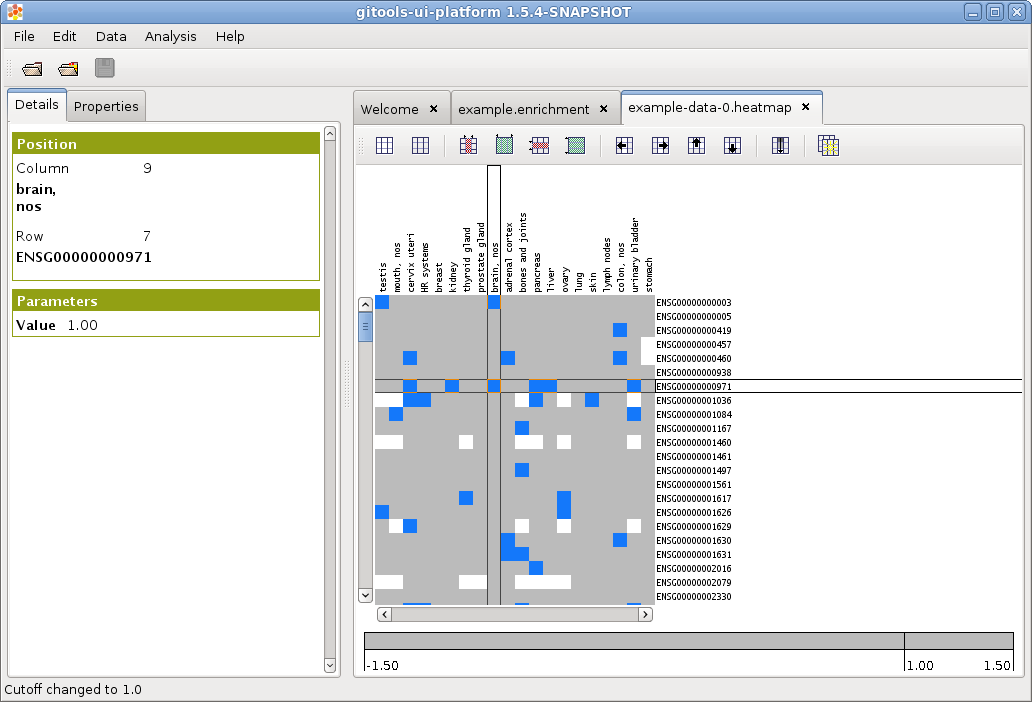 gitools-ui-platform 1.5.4-SNAPSHOT
File Edit Data Analysis Help
Details Properties
Position
Column 9
brain,
nos
Row 7
ENSG00000000971
Parameters
Value 1.00
Welcome example.enrichment example-data-0.heatmap
testis
mouth, nos
cervix uteri
HR systems
breast
kidney
thyroid gland
prostate gland
brain, nos
adrenal cortex
bones and joints
pancreas
liver
ovary
lung
skin
lymph nodes
colon, nos
urinary bladder
stomach
ENSG00000000003
ENSG00000000005
ENSG00000000419
ENSG00000000457
ENSG00000000460
ENSG00000000938
ENSG00000000971
ENSG00000001036
ENSG00000001084
ENSG00000001167
ENSG00000001460
ENSG00000001461
ENSG00000001497
ENSG00000001561
ENSG00000001617
ENSG00000001626
ENSG00000001629
ENSG00000001630
ENSG00000001631
ENSG00000002016
ENSG00000002079
ENSG00000002330
-1.50 1.00 1.50
Cutoff changed to 1.0